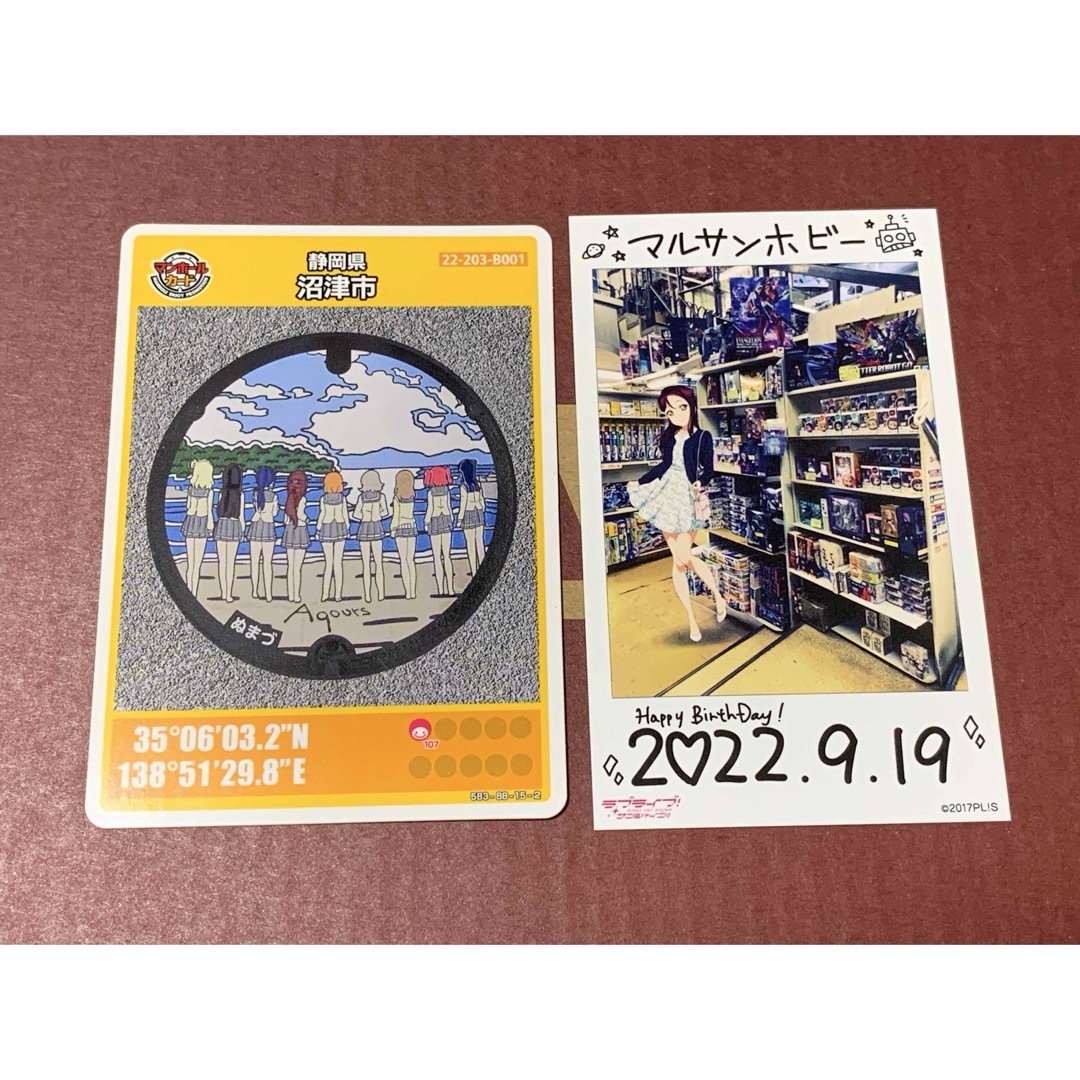 マンホール
カード
静岡県
沼津市
22-203-B001
Aqours
ぬまづ
35°06'03.2"N
138°51'29.8"E
107
583-88-15-2
マルサンホビー
EVANGELION
Happy BirthDay!
2♡22.9.19
ラブライブ!
サンシャイン!!
©2017PL!S